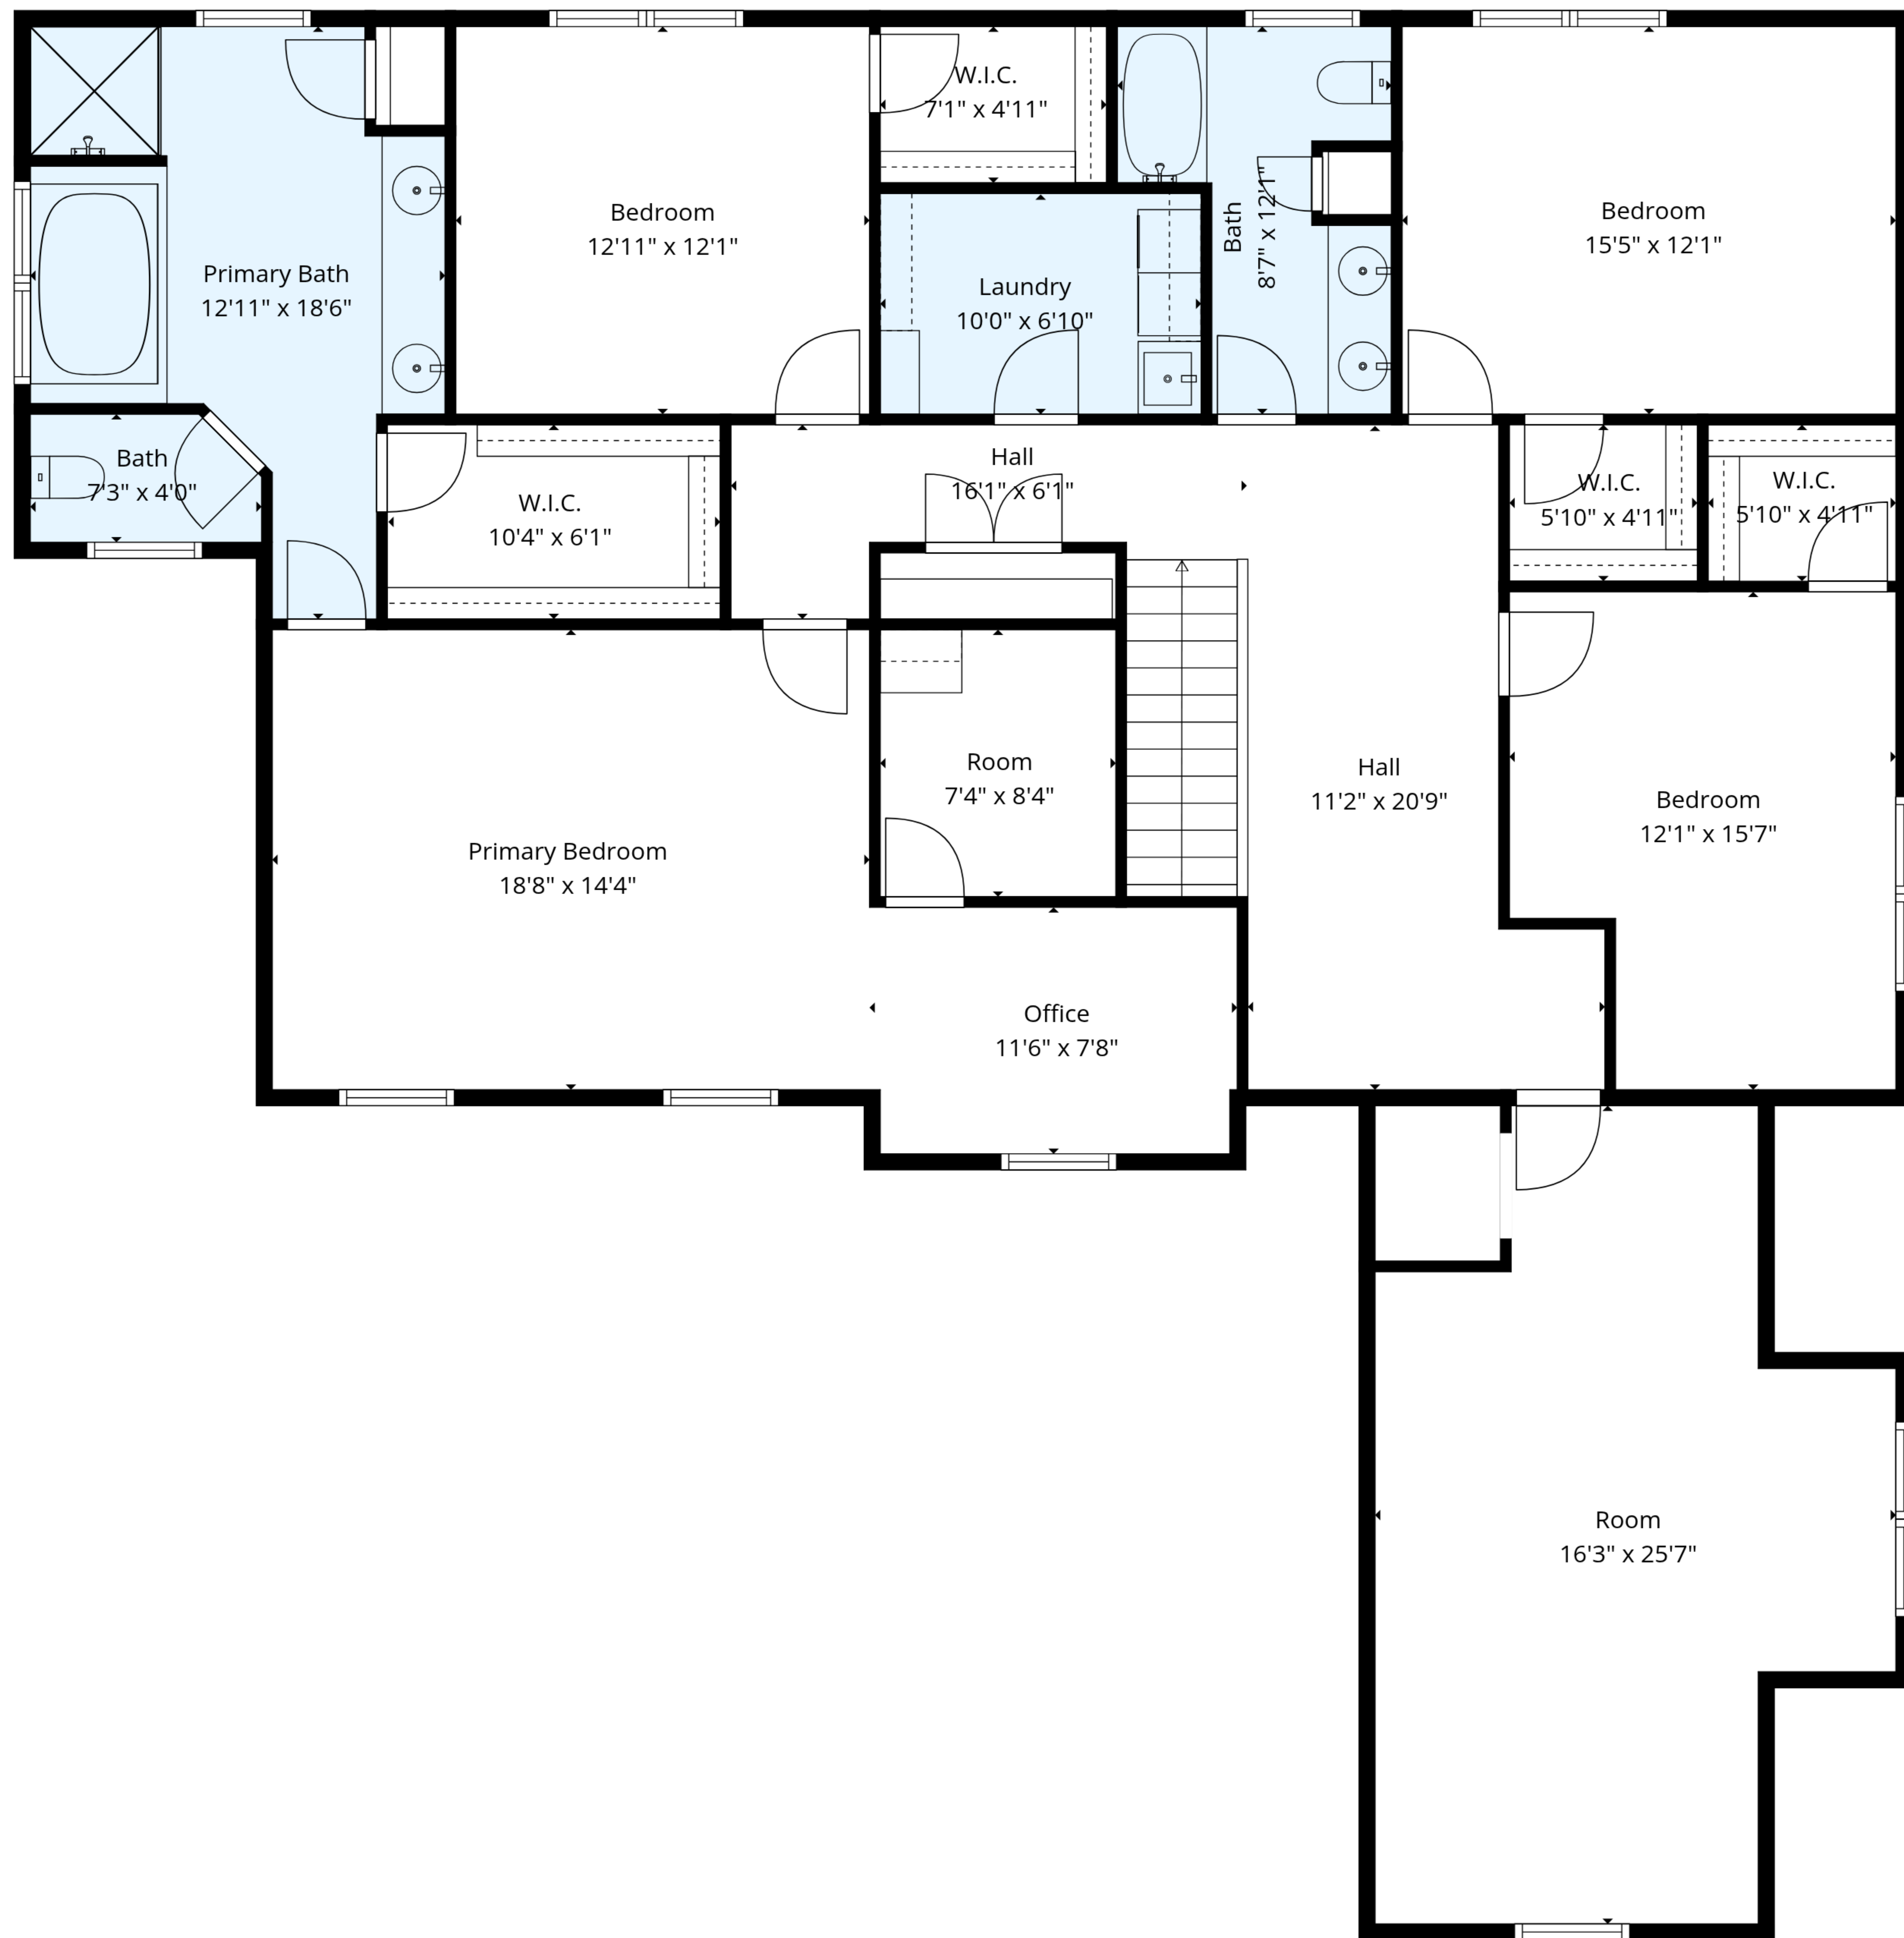 W.I.C.
7'1" x 4'11"
Bedroom
12'11" x 12'1"
Bedroom
15'5" x 12'1"
Bath
8'7" x 12'1"
Primary Bath
12'11" x 18'6"
Laundry
10'0" x 6'10"
Bath
7'3" x 4'0"
W.I.C.
10'4" x 6'1"
Hall
16'1" x 6'1"
W.I.C.
5'10" x 4'11"
W.I.C.
5'10" x 4'11"
Room
7'4" x 8'4"
Hall
11'2" x 20'9"
Bedroom
12'1" x 15'7"
Primary Bedroom
18'8" x 14'4"
Office
11'6" x 7'8"
Room
16'3" x 25'7"